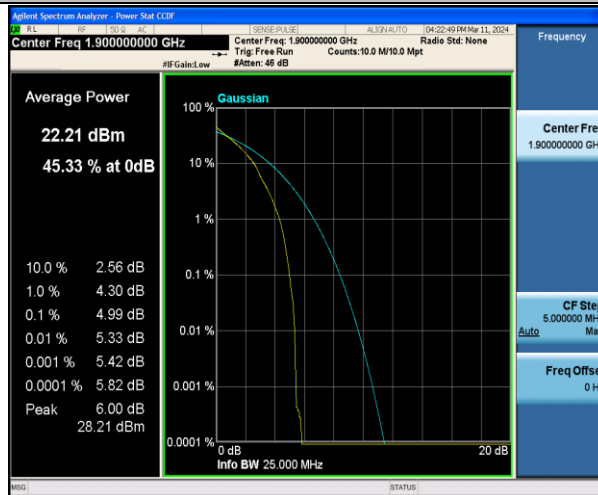 Agilent Spectrum Analyzer - Power Stat CCDF
RL RF 50 Ω AC SENSE:PULSE ALIGN AUTO 04:22:49 PM Mar 11, 2024
Center Freq 1.900000000 GHz
Center Freq: 1.900000000 GHz Radio Std: None
Trig: Free Run Counts:10.0 M/10.0 Mpt
#IFGain:Low #Atten: 46 dB
Frequency
Average Power
22.21 dBm
45.33 % at 0dB
10.0 % 2.56 dB
1.0 % 4.30 dB
0.1 % 4.99 dB
0.01 % 5.33 dB
0.001 % 5.42 dB
0.0001 % 5.82 dB
Peak 6.00 dB
28.21 dBm
Gaussian
100 %
10 %
1 %
0.1 %
0.01 %
0.001 %
0.0001 %
0 dB 20 dB
Info BW 25.000 MHz
Center Fre
1.900000000 GH
CF Ste
5.000000 MH
Auto Ma
Freq Offse
0 H
MSG STATUS